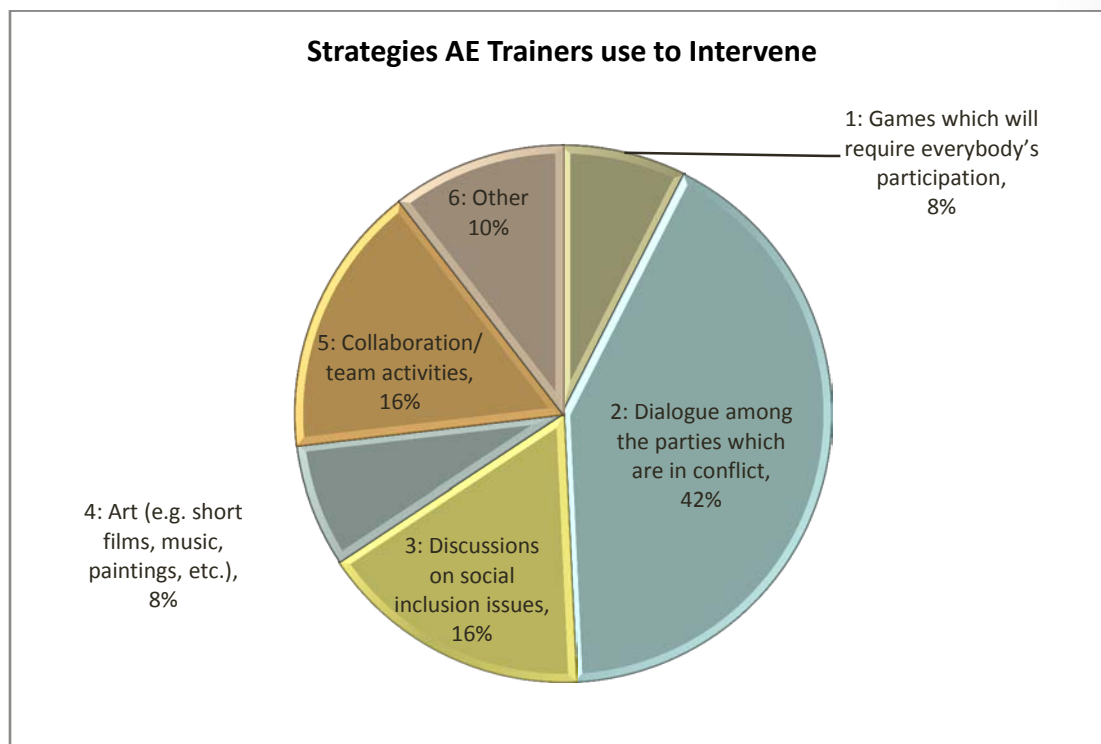 Strategies AE Trainers use to Intervene
1: Games which will
require everybody’s
participation,
8%
2: Dialogue among
the parties which
are in conflict,
42%
3: Discussions
on social
inclusion issues,
16%
4: Art (e.g. short
films, music,
paintings, etc.),
8%
5: Collaboration/
team activities,
16%
6: Other
10%